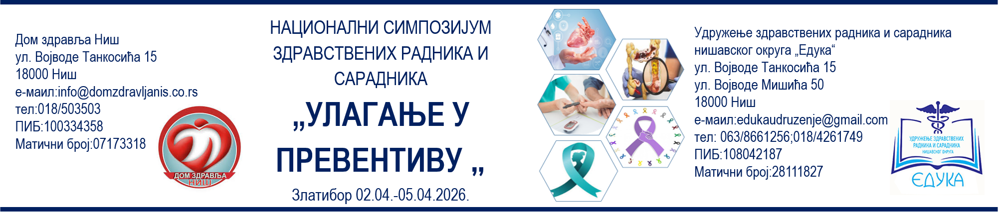 Дом здравља Ниш
ул. Војводе Танкосића 15
18000 Ниш
е-маил:info@domzdravljanis.co.rs
тел:018/503503
ПИБ:100334358
Матични број:07173318
ДОМ ЗДРАВЉА
НИШ
НАЦИОНАЛНИ СИМПОЗИЈУМ
ЗДРАВСТВЕНИХ РАДНИКА И
САРАДНИКА
„УЛАГАЊЕ У
ПРЕВЕНТИВУ „
Златибор 02.04.-05.04.2026.
Удружење здравствених радника и сарадника
нишавског округа „Едука“
ул. Војводе Танкосића 15
ул. Војводе Мишића 50
18000 Ниш
е-маил:edukaudruzenje@gmail.com
тел: 063/8661256;018/4261749
ПИБ:108042187
Матични број:28111827
УДРУЖЕЊЕ ЗДРАВСТВЕНИХ
РАДНИКА И САРАДНИКА
НИШАВСКОГ ОКРУГА
ЄДУКА